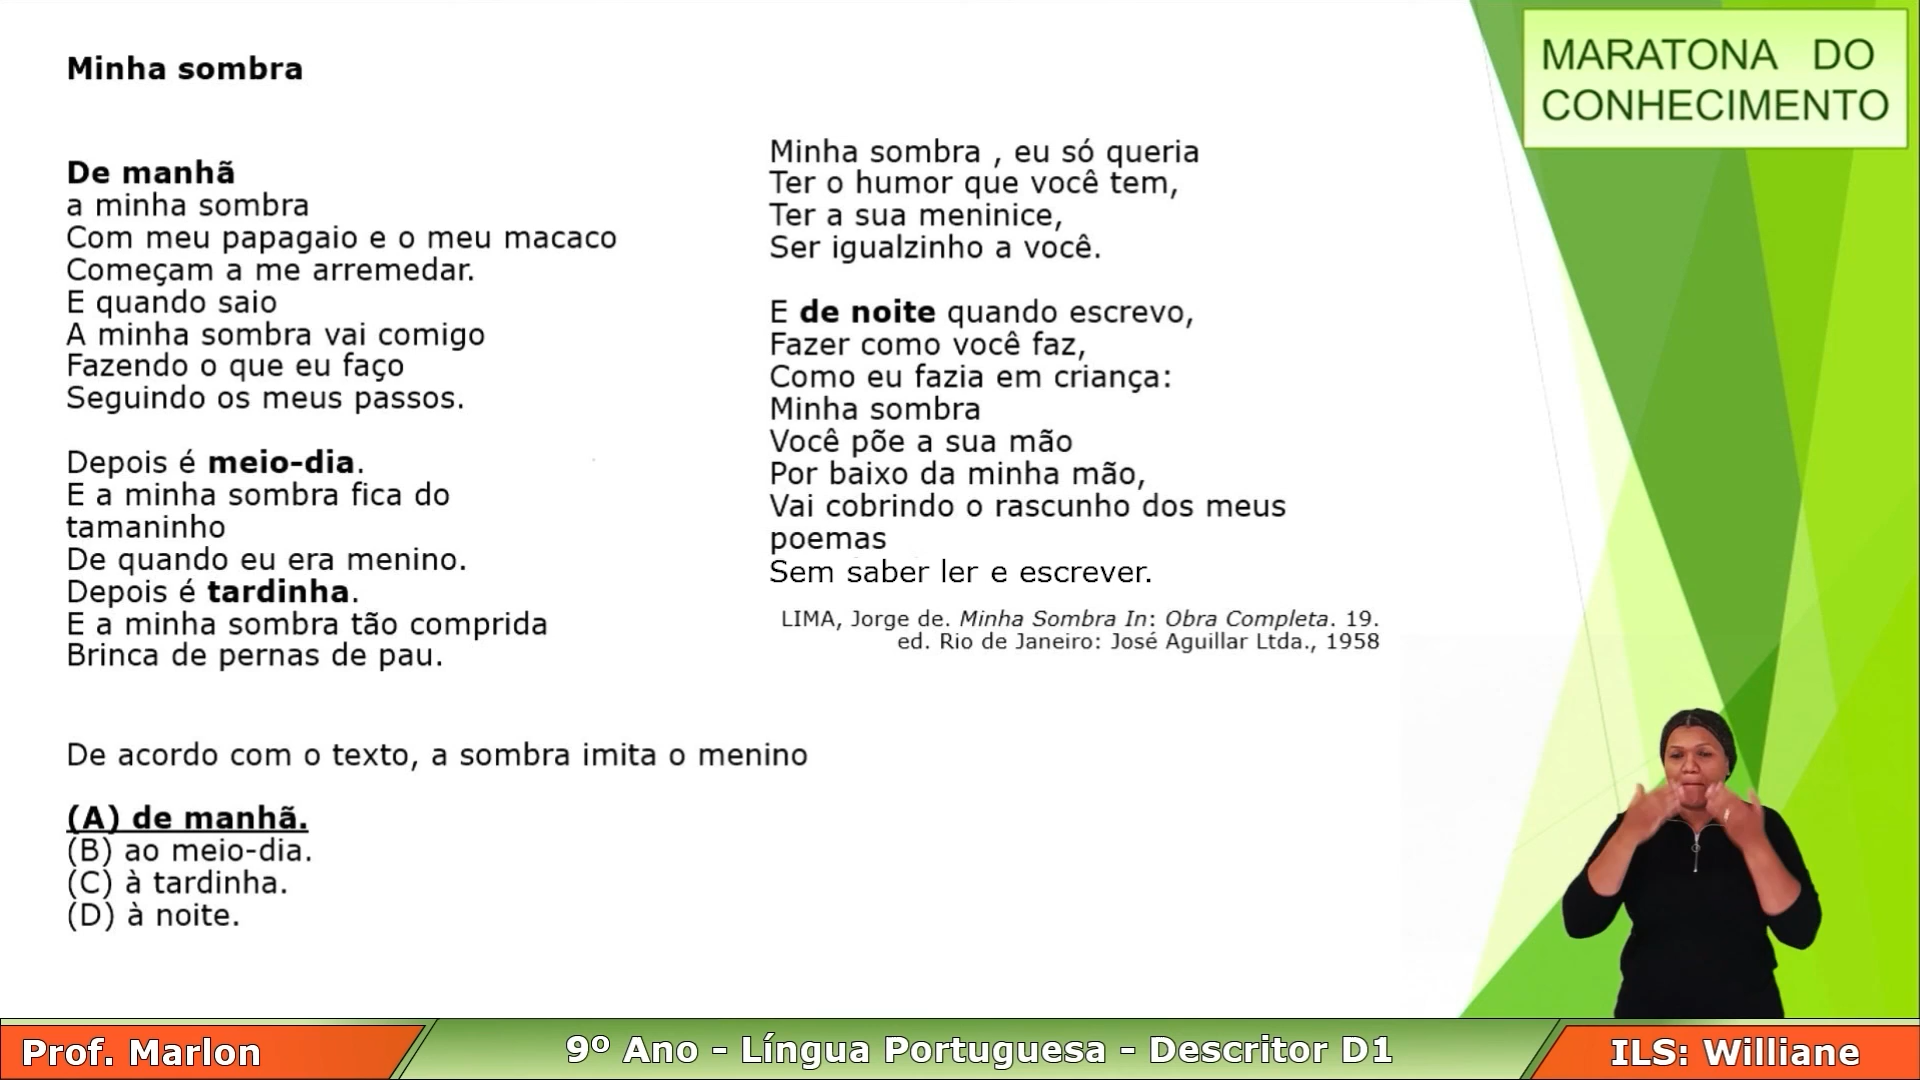 Minha sombra
De manhã
a minha sombra
Com meu papagaio e o meu macaco
Começam a me arremedar.
E quando saio
A minha sombra vai comigo
Fazendo o que eu faço
Seguindo os meus passos.
Depois é meio-dia.
E a minha sombra fica do
tamaninho
De quando eu era menino.
Depois é tardinha.
E a minha sombra tão comprida
Brinca de pernas de pau.
Minha sombra , eu só queria
Ter o humor que você tem,
Ter a sua meninice,
Ser igualzinho a você.
E de noite quando escrevo,
Fazer como você faz,
Como eu fazia em criança:
Minha sombra
Você põe a sua mão
Por baixo da minha mão,
Vai cobrindo o rascunho dos meus
poemas
Sem saber ler e escrever.
LIMA, Jorge de. Minha Sombra In: Obra Completa. 19.
ed. Rio de Janeiro: José Aguillar Ltda., 1958
De acordo com o texto, a sombra imita o menino
(A) de manhã.
(B) ao meio-dia.
(C) à tardinha.
(D) à noite.
MARATONA DO
CONHECIMENTO
Prof. Marlon
9º Ano - Língua Portuguesa - Descritor D1
ILS: Williane